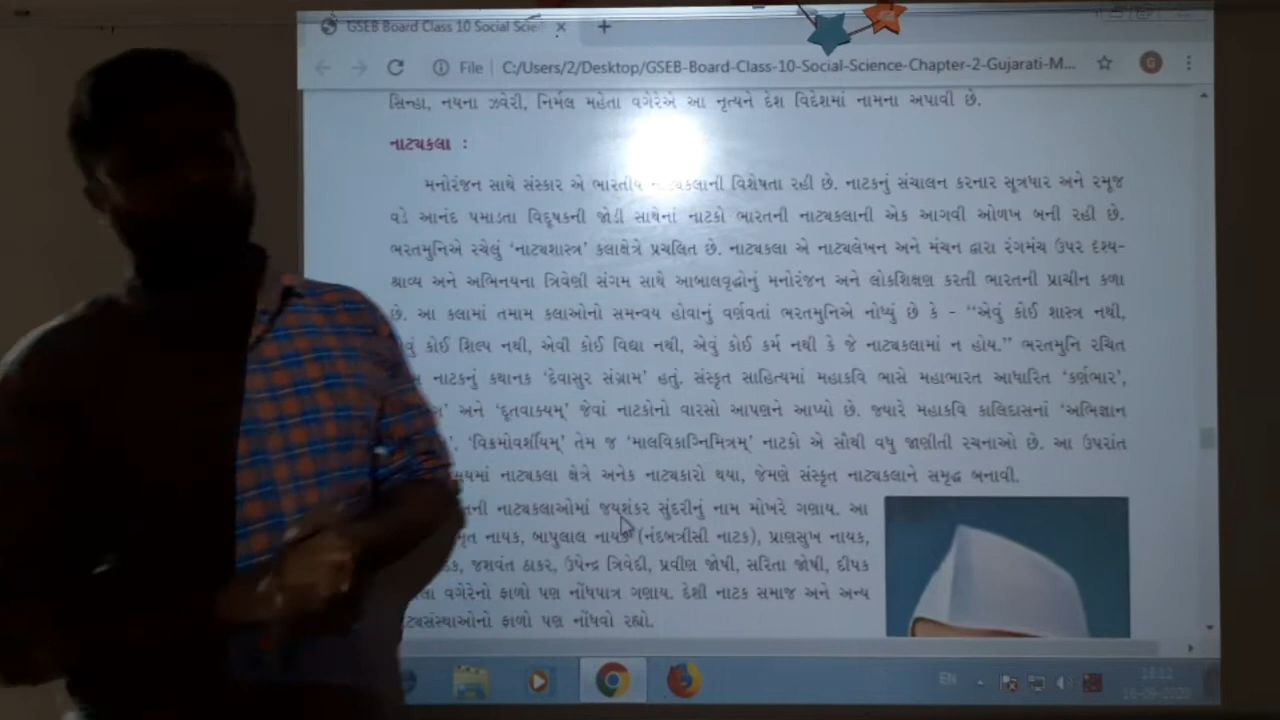 GSEB Board Class 10 Social Scie
File | C:/Users/2/Desktop/GSEB-Board-Class-10-Social-Science-Chapter-2-Gujarati-M...
G
સિન્હા, નયના ઝવેરી, નિર્મલ મહેતા વગેરેએ આ નૃત્યને દેશ વિદેશમાં નામના અપાવી છે.
નાટ્યકલા :
મનોરંજન સાથે સંસ્કાર એ ભારતીય નાટ્યકલાની વિશેષતા રહી છે. નાટકનું સંચાલન કરનાર સૂત્રધાર અને રમૂજ
વડે આનંદ પમાડતા વિદૂષકની જોડી સાથેનાં નાટકો ભારતની નાટ્યકલાની એક આગવી ઓળખ બની રહી છે.
ભરતમુનિએ રચેલું ‘નાટ્યશાસ્ત્ર’ કલાક્ષેત્રે પ્રચલિત છે. નાટ્યકલા એ નાટ્યલેખન અને મંચન દ્વારા રંગમંચ ઉપર દૃશ્ય-
શ્રાવ્ય અને અભિનયના ત્રિવેણી સંગમ સાથે આબાલવૃદ્ધોનું મનોરંજન અને લોકશિક્ષણ કરતી ભારતની પ્રાચીન કળા
છે. આ કલામાં તમામ કલાઓનો સમન્વય હોવાનું વર્ણવતાં ભરતમુનિએ નોંધ્યું છે કે - “એવું કોઈ શાસ્ત્ર નથી,
કોઈ શિલ્પ નથી, એવી કોઈ વિદ્યા નથી, એવું કોઈ કર્મ નથી કે જે નાટ્યકલામાં ન હોય.” ભરતમુનિ રચિત
નાટકનું કથાનક ‘દેવાસુર સંગ્રામ’ હતું. સંસ્કૃત સાહિત્યમાં મહાકવિ ભાસે મહાભારત આધારિત ‘કર્ણભાર’,
અને ‘દૂતવાક્યમ્’ જેવાં નાટકોનો વારસો આપણને આપ્યો છે. જ્યારે મહાકવિ કાલિદાસનાં ‘અભિજ્ઞાન
‘વિક્રમોવર્શીયમ્’ તેમ જ ‘માલવિકાગ્નિમિત્રમ્’ નાટકો એ સૌથી વધુ જાણીતી રચનાઓ છે. આ ઉપરાંત
નાટ્યકલા ક્ષેત્રે અનેક નાટ્યકારો થયા, જેમણે સંસ્કૃત નાટ્યકલાને સમૃદ્ધ બનાવી.
નાટ્યકલાઓમાં જયશંકર સુંદરીનું નામ મોખરે ગણાય. આ
નાયક, બાપુલાલ નાયક (નંદબત્રીસી નાટક), પ્રાણસુખ નાયક,
જશવંત ઠાકર, ઉપેન્દ્ર ત્રિવેદી, પ્રવીણ જોષી, સરિતા જોષી, દીપક
વગેરેનો ફાળો પણ નોંધપાત્ર ગણાય. દેશી નાટક સમાજ અને અન્ય
ફાળો પણ નોંધવો રહ્યો.
EN